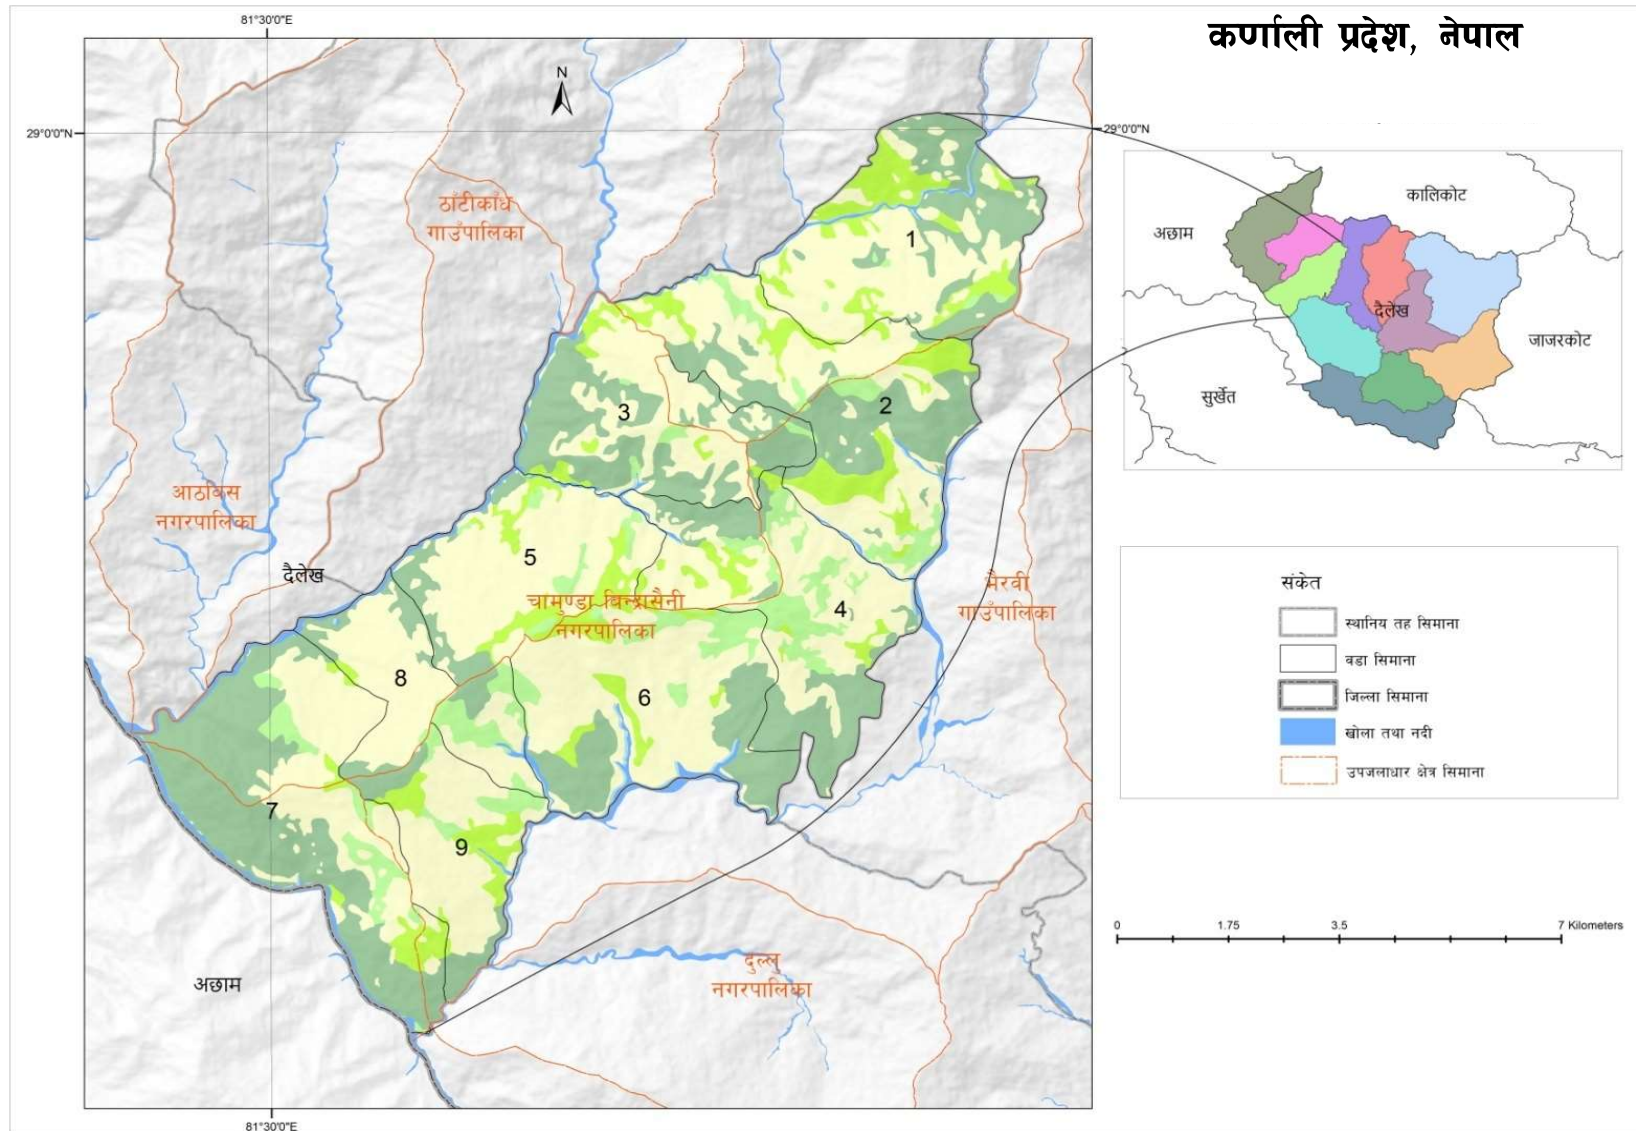 कर्णाली प्रदेश, नेपाल
81°30'0"E
N
29°0'0"N
29°0'0"N
ठाँटीकाँध
गाउँपालिका
1
2
3
आठबिस
नगरपालिका
दैलेख
5
चामुण्डा बिन्द्रासैनी
नगरपालिका
4
भैरवी
गाउँपालिका
8
6
7
9
अछाम
दुल्लु
नगरपालिका
81°30'0"E
कालिकोट
अछाम
दैलेख
जाजरकोट
सुर्खेत
संकेत
स्थानिय तह सिमाना
वडा सिमाना
जिल्ला सिमाना
खोला तथा नदी
उपजलाधार क्षेत्र सिमाना
0 1.75 3.5 7 Kilometers